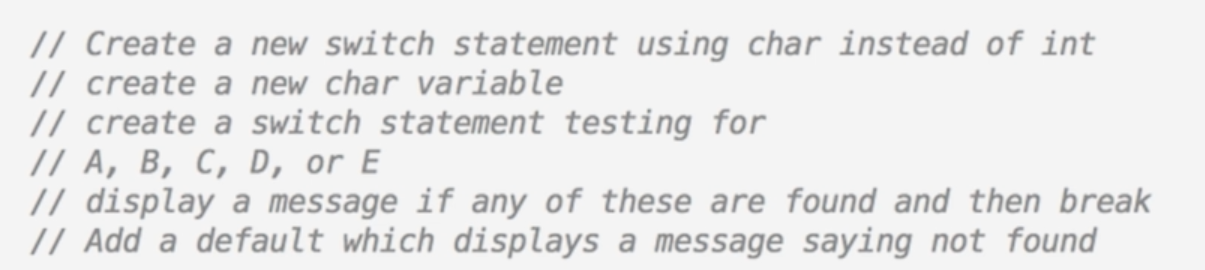 // Create a new switch statement using char instead of int
// create a new char variable
// create a switch statement testing for
// A, B, C, D, or E
// display a message if any of these are found and then break
// Add a default which displays a message saying not found